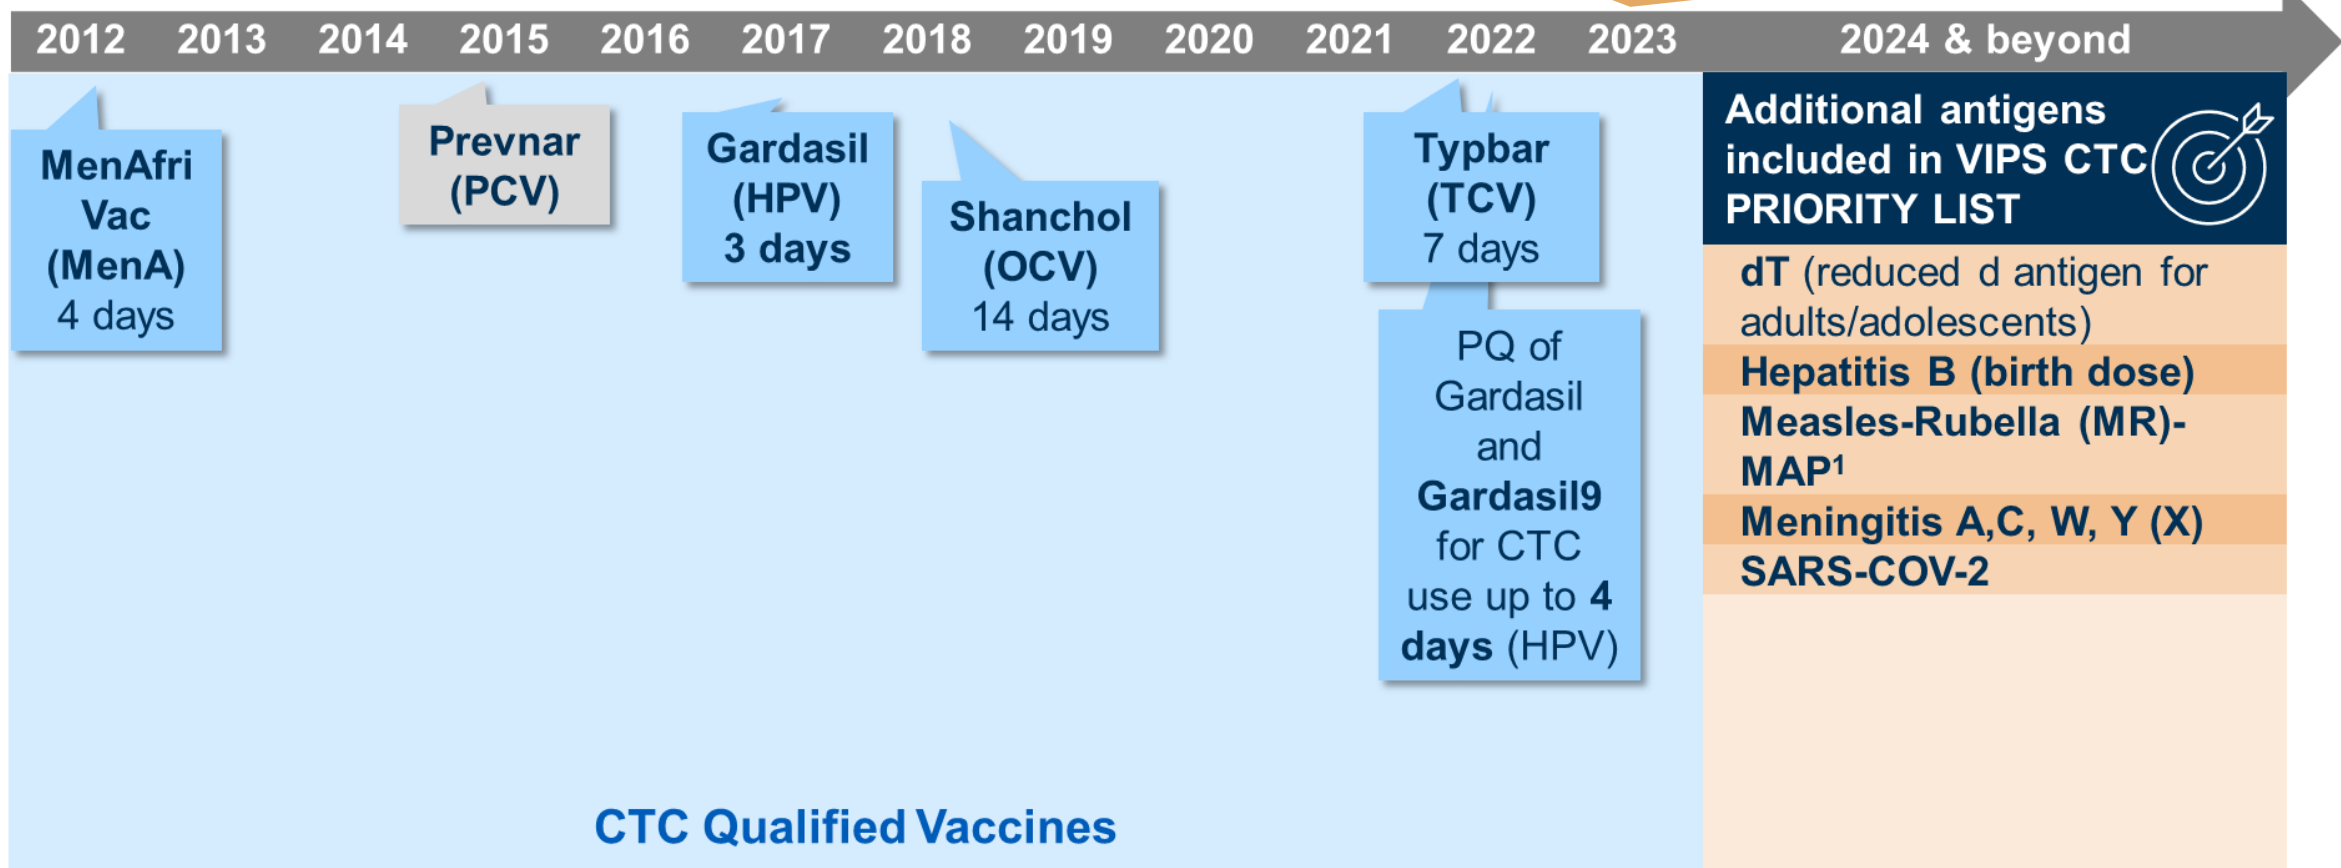 2012 2013 2014 2015 2016 2017 2018 2019 2020 2021 2022 2023 2024 & beyond
MenAfri
Vac
(MenA)
4 days
Prevnar
(PCV)
Gardasil
(HPV)
3 days
Shanchol
(OCV)
14 days
Typbar
(TCV)
7 days
PQ of
Gardasil
and
Gardasil9
for CTC
use up to 4
days (HPV)
Additional antigens
included in VIPS CTC
PRIORITY LIST
dT (reduced d antigen for
adults/adolescents)
Hepatitis B (birth dose)
Measles-Rubella (MR)-
MAP¹
Meningitis A,C, W, Y (X)
SARS-COV-2
CTC Qualified Vaccines